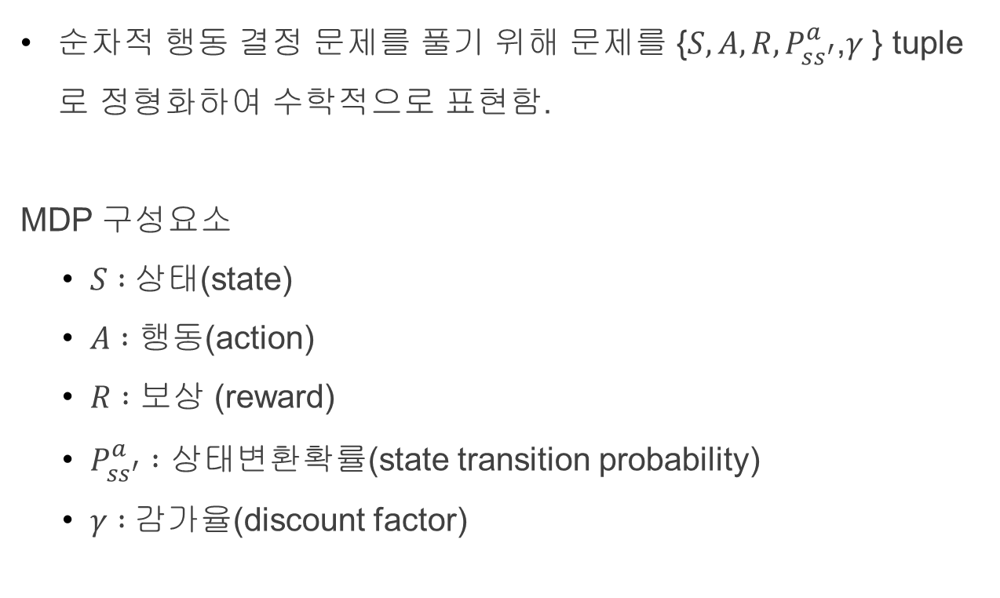 • 순차적 행동 결정 문제를 풀기 위해 문제를 {$S, A, R, P_{ss'}^{a}, \gamma$ } tuple
로 정형화하여 수학적으로 표현함.
MDP 구성요소
• $S$ : 상태(state)
• $A$ : 행동(action)
• $R$ : 보상 (reward)
• $P_{ss'}^{a}$ : 상태변환확률(state transition probability)
• $\gamma$ : 감가율(discount factor)